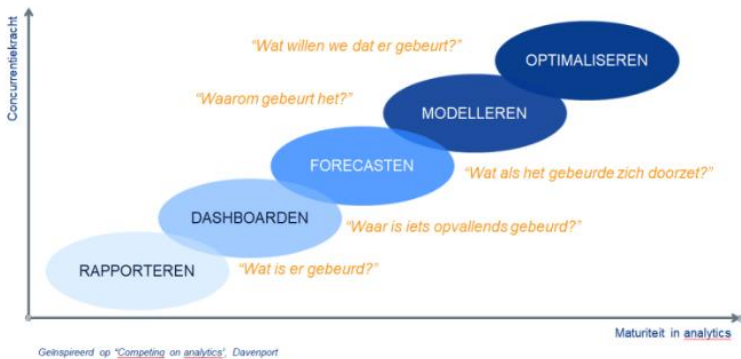 Concurrentiekracht
"Wat willen we dat er gebeurt?"
OPTIMALISEREN
"Waarom gebeurt het?"
MODELLEREN
FORECASTEN
"Wat als het gebeurde zich doorzet?"
DASHBOARDEN
"Waar is iets opvallends gebeurd?"
RAPPORTEREN
"Wat is er gebeurd?"
Maturiteit in analytics
Geïnspireerd op "Competing on analytics", Davenport